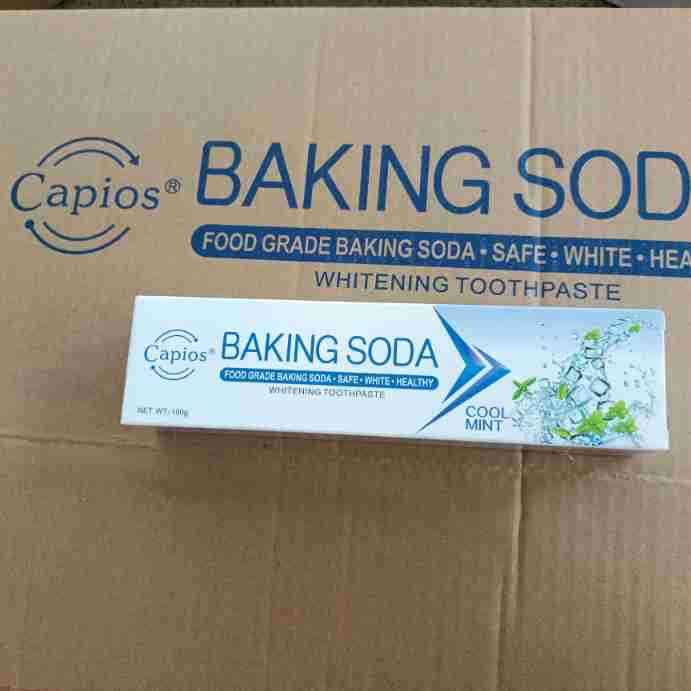 Capios® BAKING SOD
FOOD GRADE BAKING SODA • SAFE • WHITE • HEA
WHITENING TOOTHPASTE
Capios® BAKING SODA
FOOD GRADE BAKING SODA • SAFE • WHITE • HEALTHY
WHITENING TOOTHPASTE
NET WT: 100g
COOL
MINT